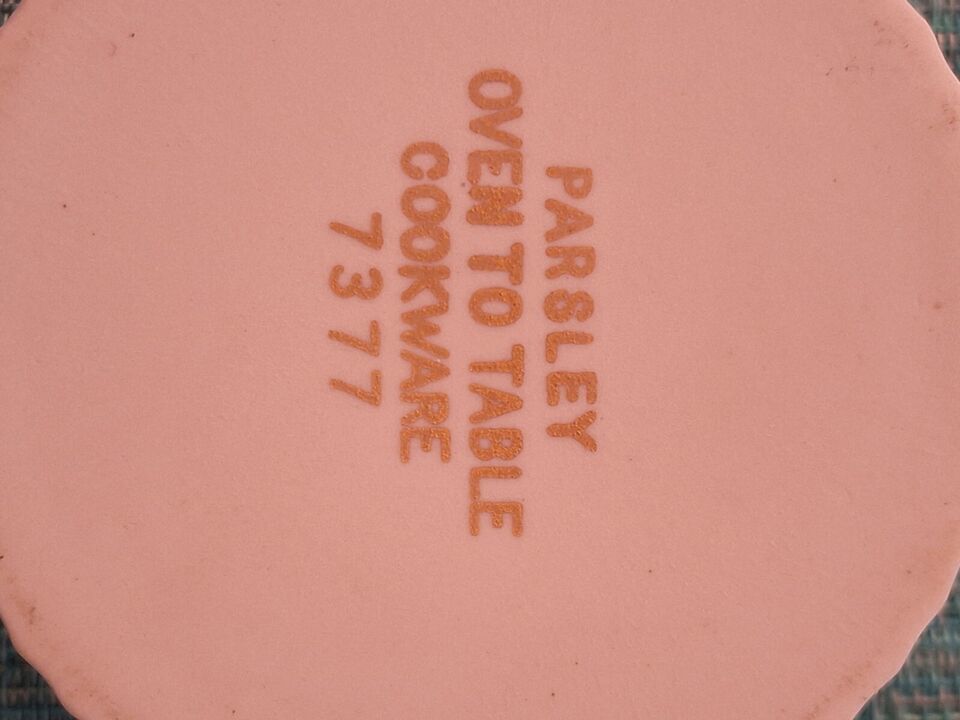 PARSLEY
OVEN TO TABLE
COOKWARE
7377